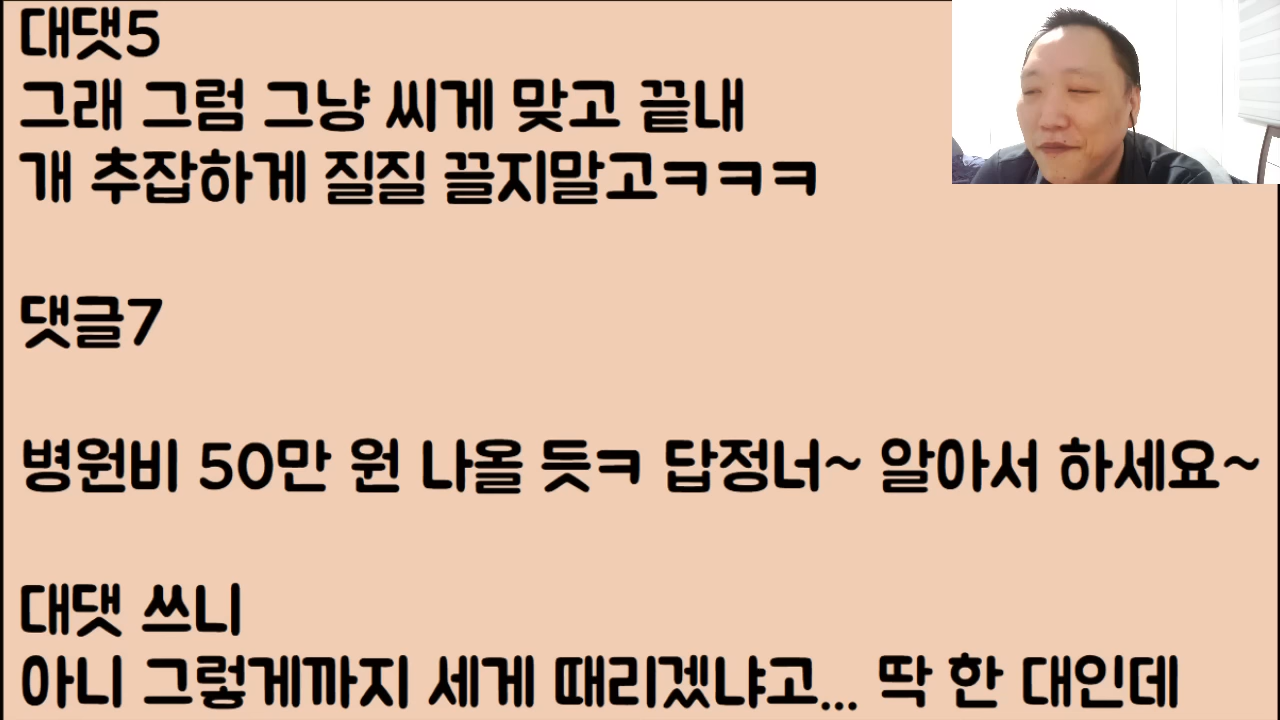 대댓5
그래 그럼 그냥 씨게 맞고 끝내
개 추잡하게 질질 끌지말고ㅋㅋㅋ
댓글7
병원비 50만 원 나올 듯ㅋ 답정너~ 알아서 하세요~
대댓 쓰니
아니 그렇게까지 세게 때리겠냐고... 딱 한 대인데